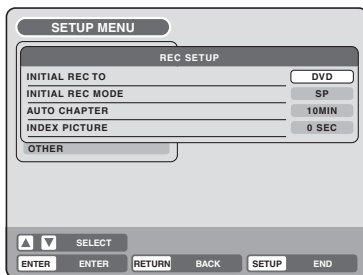 SETUP MENU
REC SETUP
INITIAL REC TO DVD
INITIAL REC MODE SP
AUTO CHAPTER 10MIN
INDEX PICTURE 0 SEC
OTHER
SELECT
ENTER ENTER RETURN BACK SETUP END